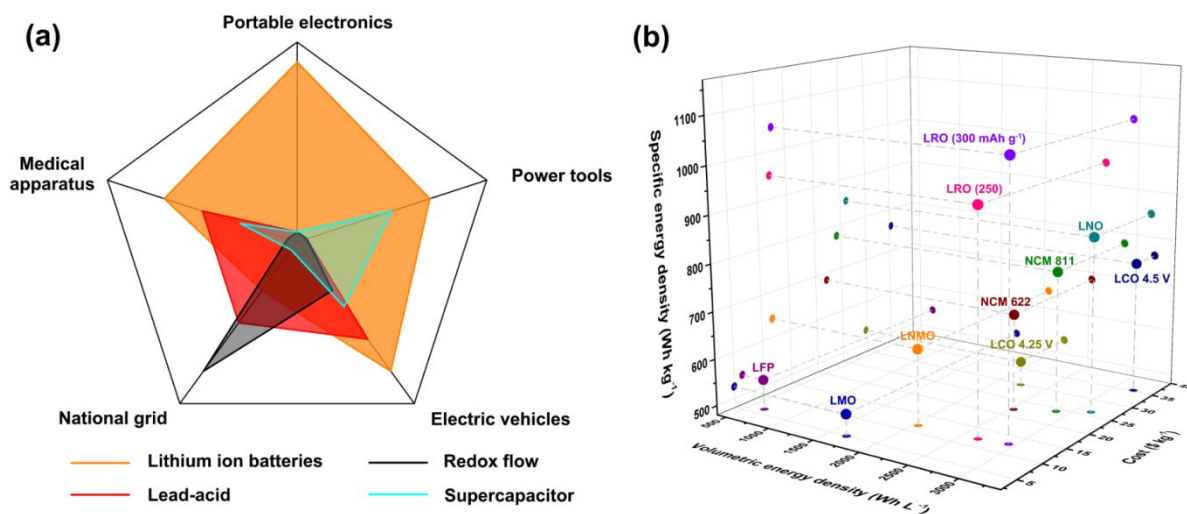 (a)
Portable electronics
Medical
apparatus
Power tools
National grid
Electric vehicles
Lithium ion batteries
Redox flow
Lead-acid
Supercapacitor
(b)
Specific energy density (Wh kg⁻¹)
1100
1000
900
800
700
600
500
LRO (300 mAh g⁻¹)
LRO (250)
LNO
NCM 811
LCO 4.5 V
NCM 622
LNMO
LCO 4.25 V
LFP
LMO
500
1000
1500
2000
2500
3000
Volumetric energy density (Wh L⁻¹)
5
10
15
20
25
30
35
Cost ($ kg⁻¹)